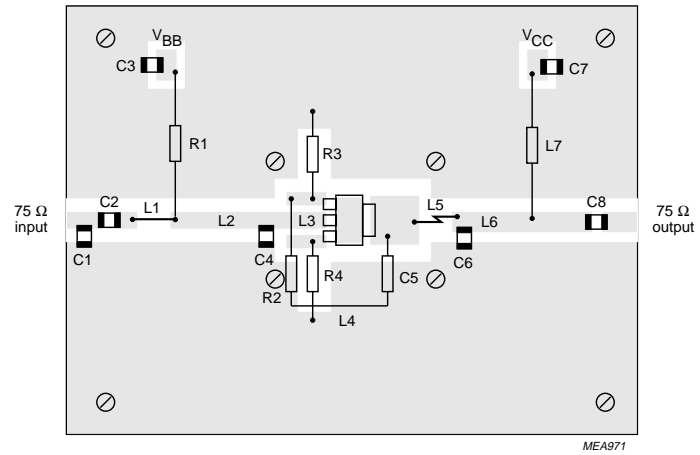 VBB
VCC
C3
C7
R1
R3
L7
C2
L1
L5
C8
75 Ω
input
L2
L3
L6
75 Ω
output
C1
C4
C6
R2
R4
C5
L4
MEA971